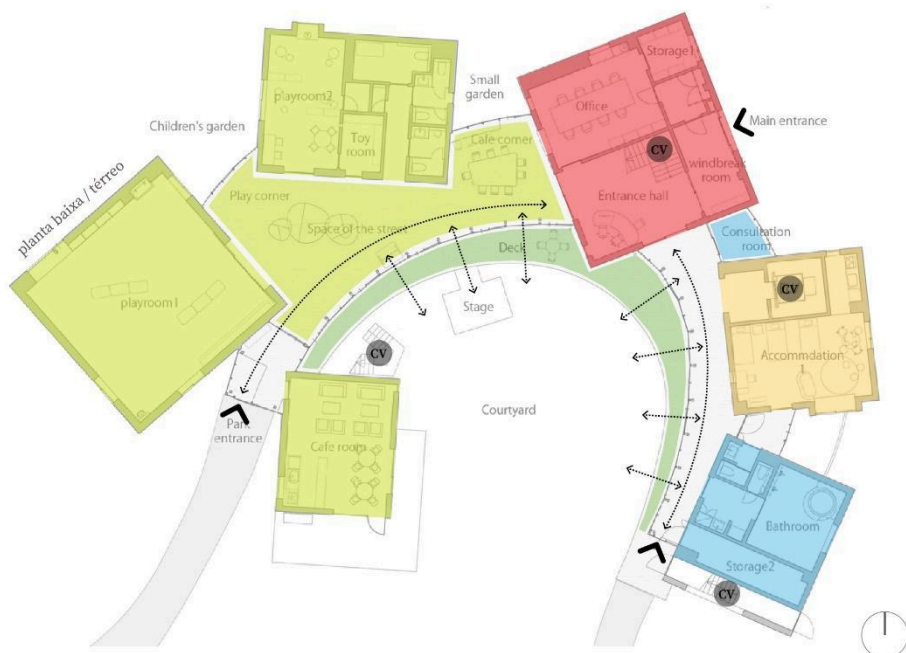 Storage1
playroom2
Small
garden
Office
Children's garden
Toy
room
Café corner
Main entrance
CV
windbreak
room
planta baixa / térreo
Play corner
Entrance hall
Space of the street
Consultation
room
Deck
playroom1
CV
Stage
CV
Accommdation
1
Courtyard
Park
entrance
Cafe room
Bathroom
Storage2
CV